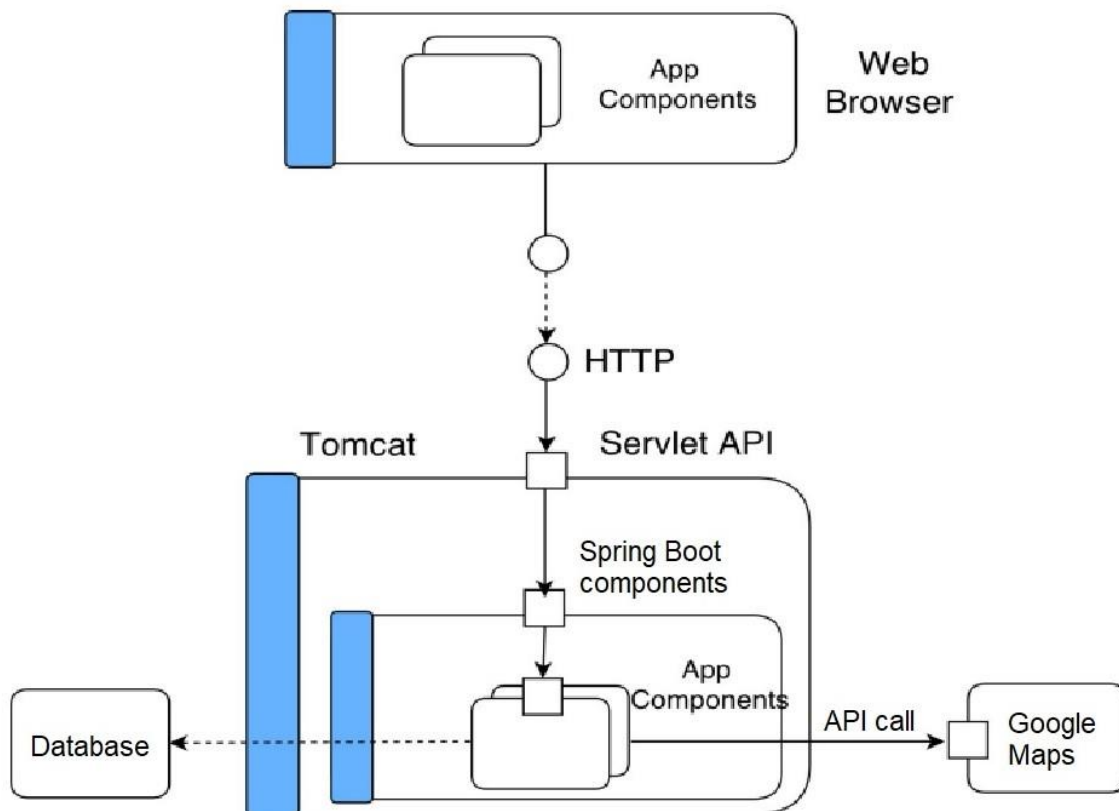 App
Components
Web
Browser
HTTP
Tomcat
Servlet API
Spring Boot
components
App
Components
Database
API call
Google
Maps